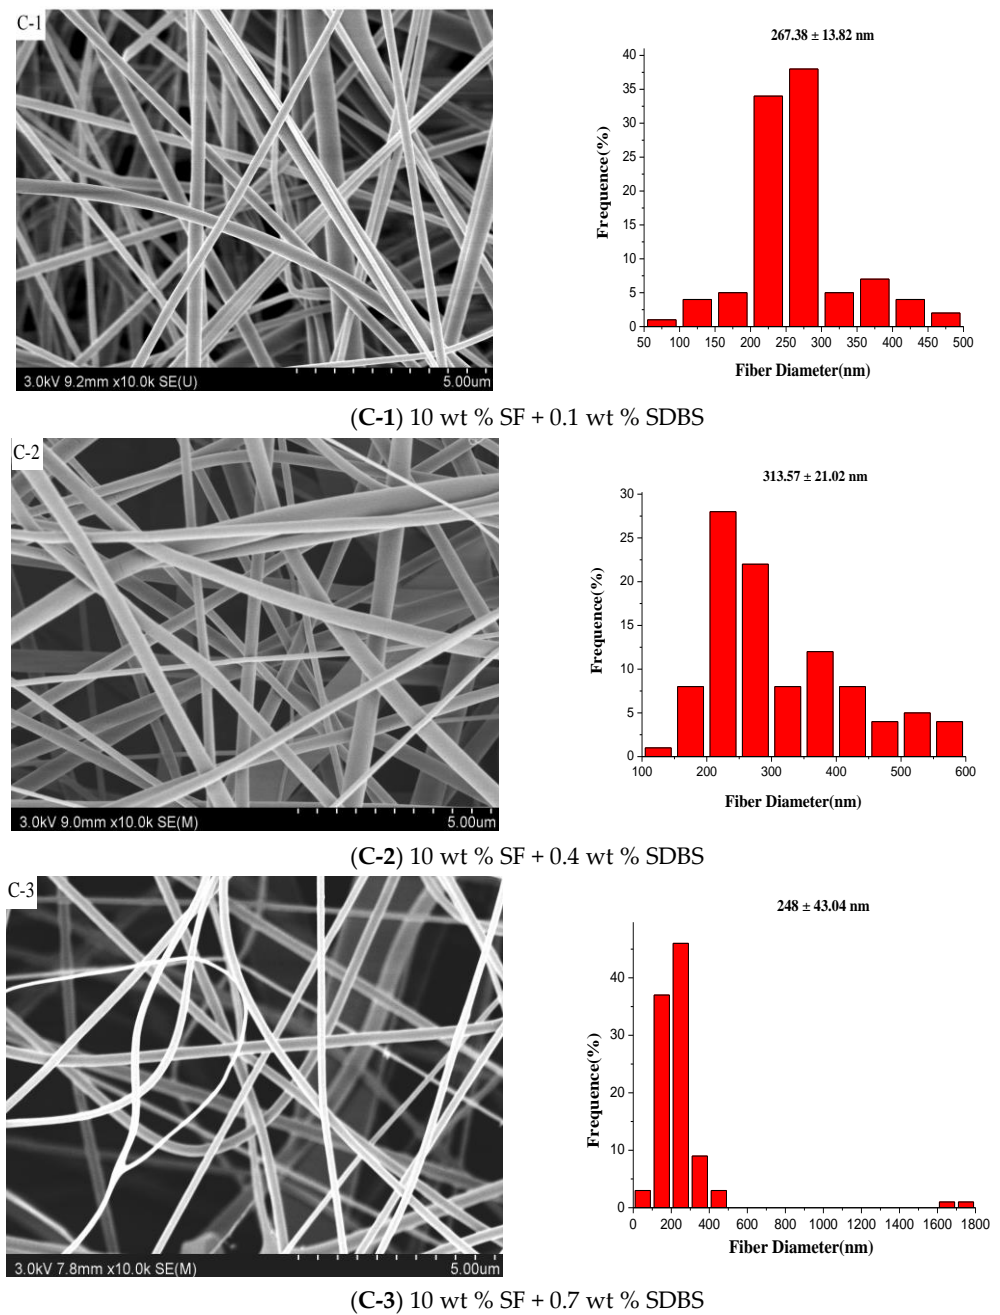 C-1
267.38 ± 13.82 nm
40
35
30
25
20
15
10
5
0
Frequence(%)
50 100 150 200 250 300 350 400 450 500
Fiber Diameter(nm)
3.0kV 9.2mm x10.0k SE(U) 5.00um
(C-1) 10 wt % SF + 0.1 wt % SDBS
C-2
313.57 ± 21.02 nm
30
25
20
15
10
5
0
Frequence(%)
100 200 300 400 500 600
Fiber Diameter(nm)
3.0kV 9.0mm x10.0k SE(M) 5.00um
(C-2) 10 wt % SF + 0.4 wt % SDBS
C-3
248 ± 43.04 nm
40
30
20
10
0
Frequence(%)
0 200 400 600 800 1000 1200 1400 1600 1800
Fiber Diameter(nm)
3.0kV 7.8mm x10.0k SE(M) 5.00um
(C-3) 10 wt % SF + 0.7 wt % SDBS